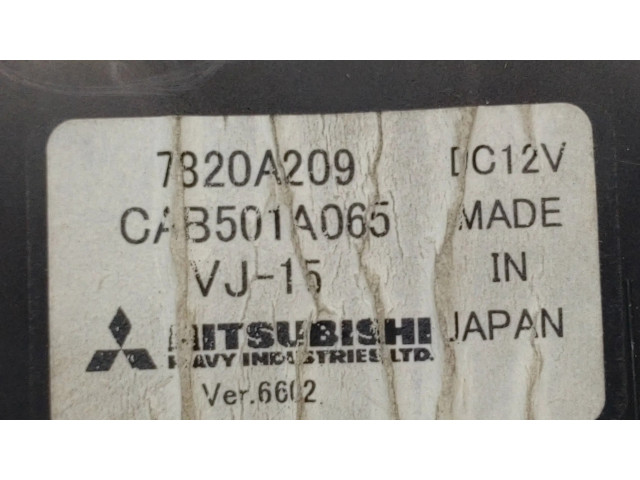 7820A209 DC12V
CAB501A065 MADE
VJ-15 IN
MITSUBISHI JAPAN
HEAVY INDUSTRIES LTD.
Ver.6602